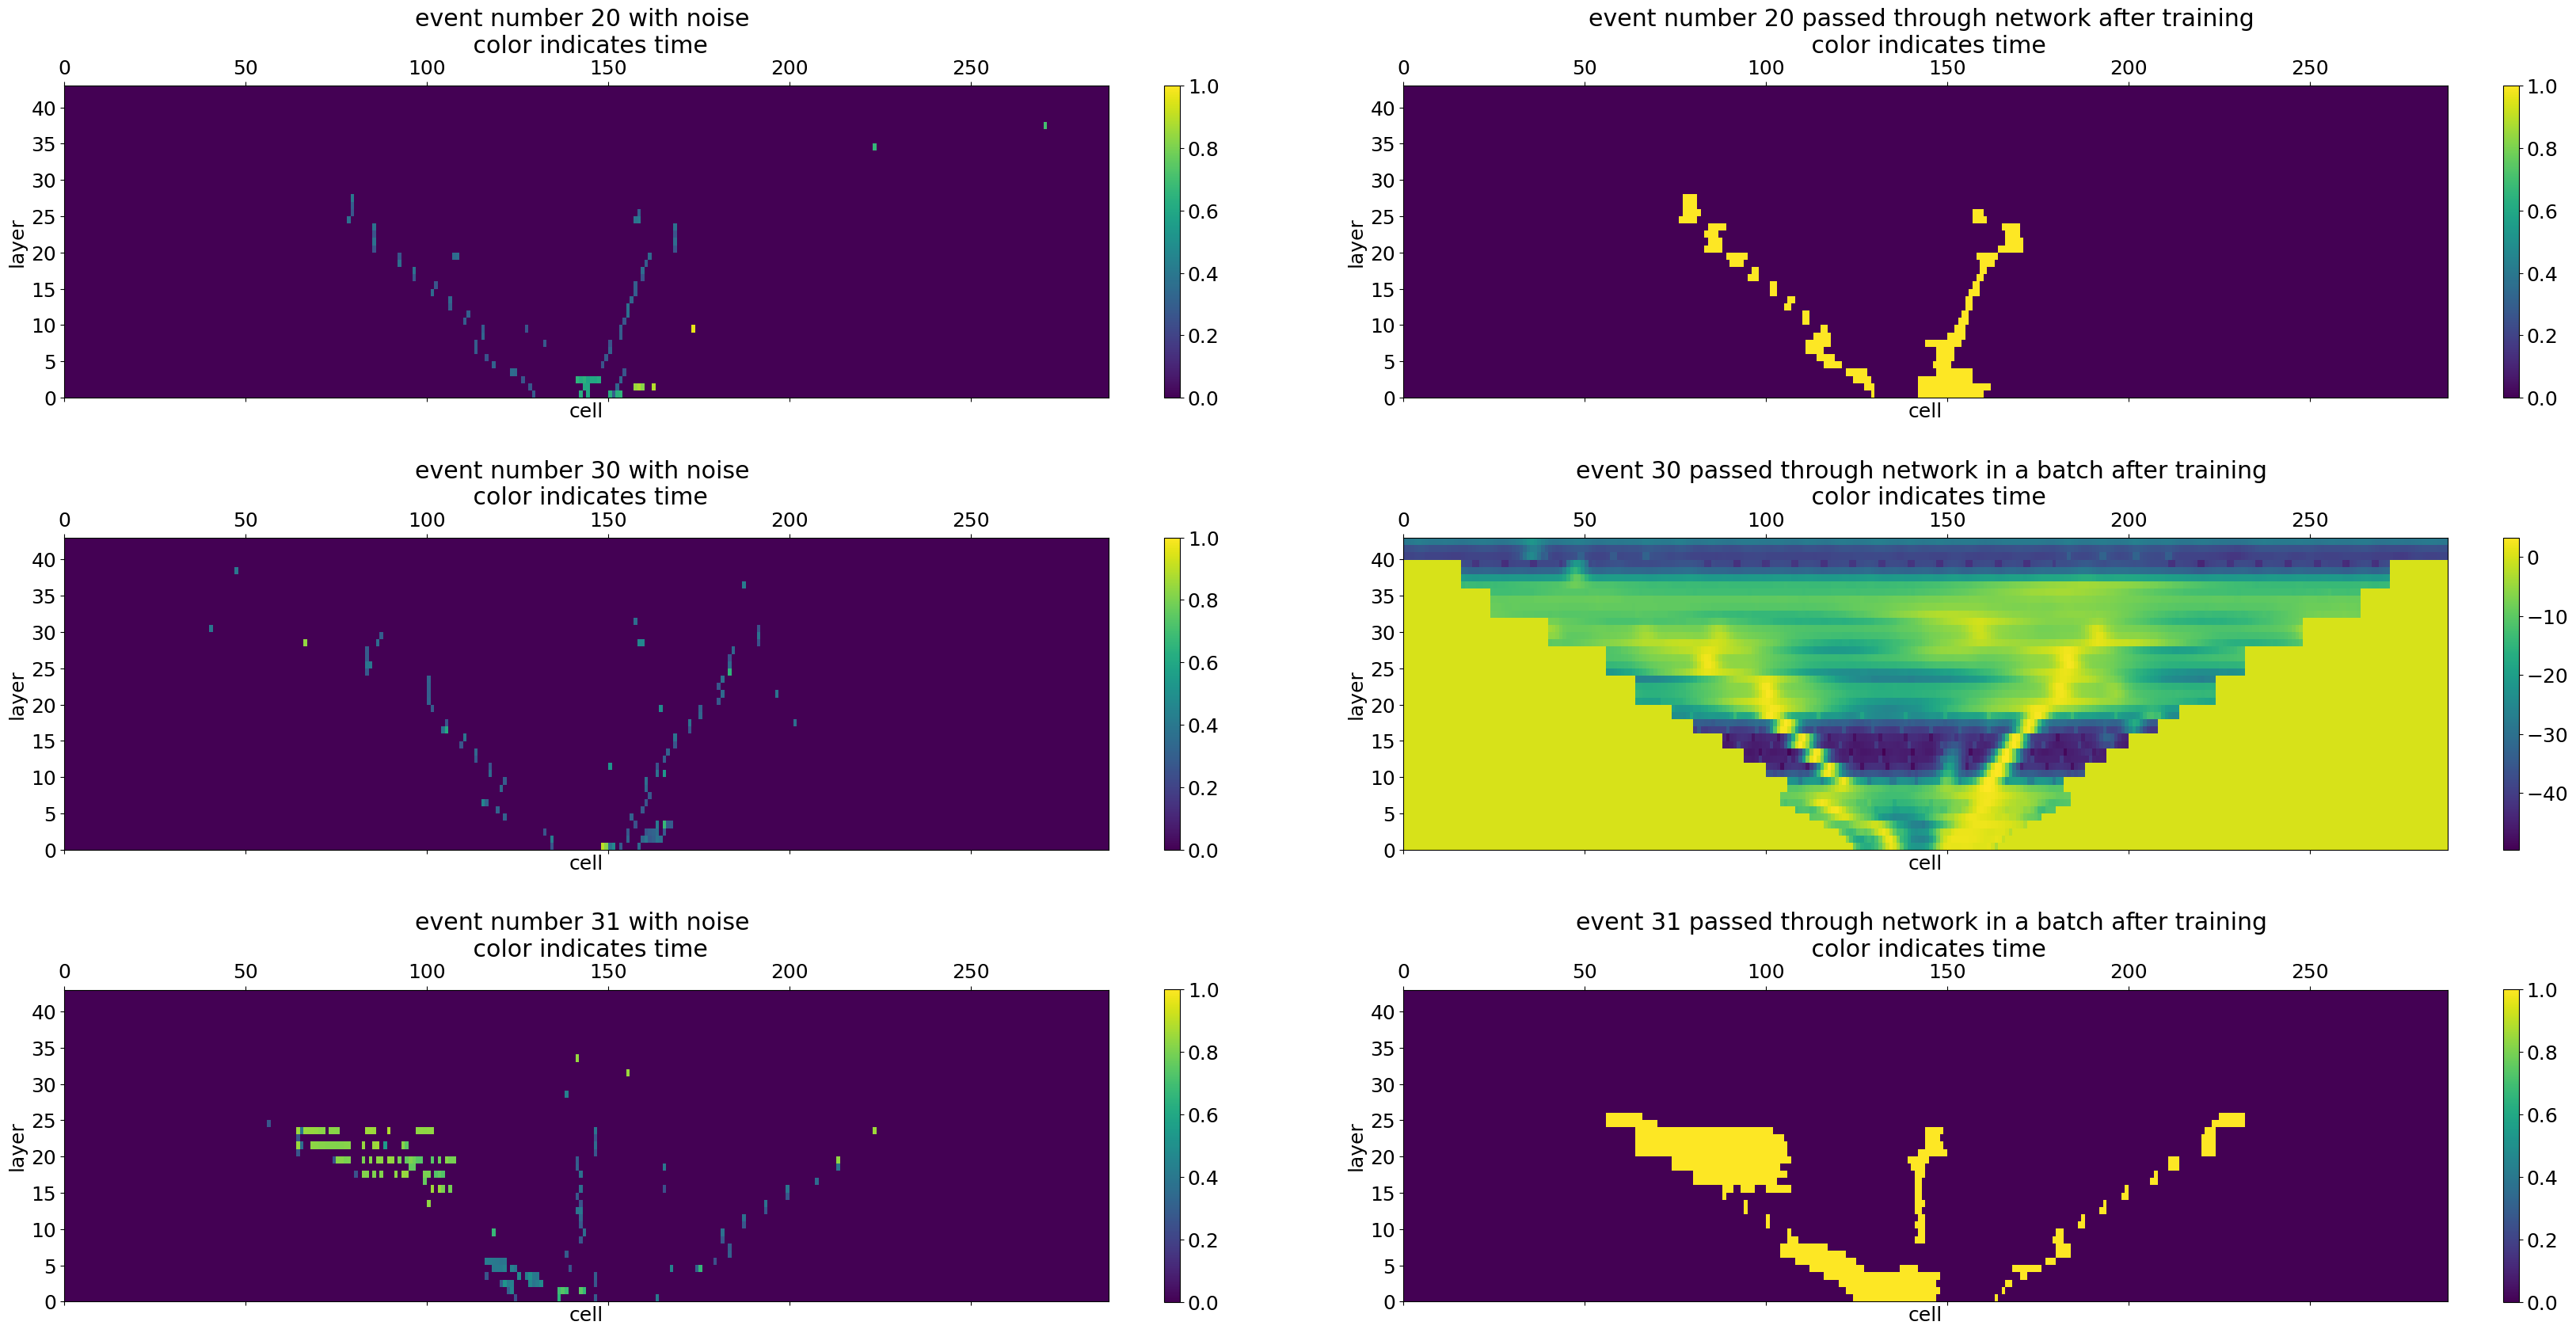 event number 20 with noise
color indicates time
0 50 100 150 200 250
40
35
30
25
20
15
10
5
0
layer
cell
1.0
0.8
0.6
0.4
0.2
0.0
event number 20 passed through network after training
color indicates time
0 50 100 150 200 250
40
35
30
25
20
15
10
5
0
layer
cell
1.0
0.8
0.6
0.4
0.2
0.0
event number 30 with noise
color indicates time
0 50 100 150 200 250
40
35
30
25
20
15
10
5
0
layer
cell
1.0
0.8
0.6
0.4
0.2
0.0
event 30 passed through network in a batch after training
color indicates time
0 50 100 150 200 250
40
35
30
25
20
15
10
5
0
layer
cell
0
−10
−20
−30
−40
event number 31 with noise
color indicates time
0 50 100 150 200 250
40
35
30
25
20
15
10
5
0
layer
cell
1.0
0.8
0.6
0.4
0.2
0.0
event 31 passed through network in a batch after training
color indicates time
0 50 100 150 200 250
40
35
30
25
20
15
10
5
0
layer
cell
1.0
0.8
0.6
0.4
0.2
0.0